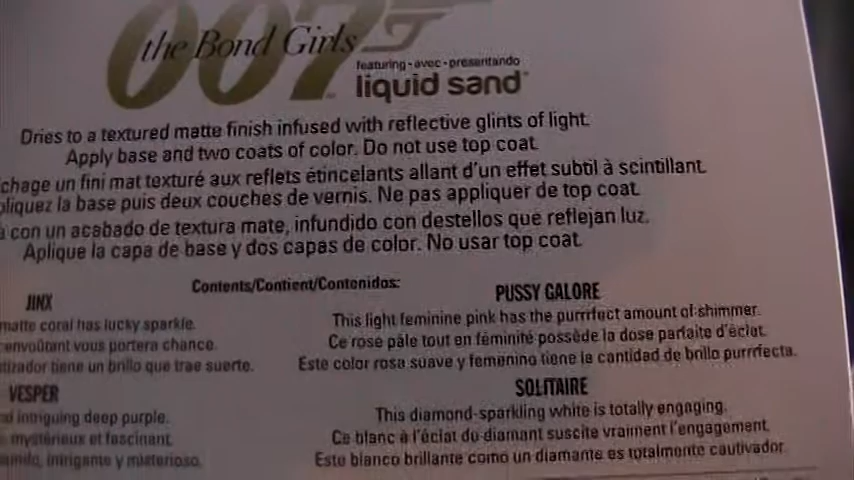 007
the Bond Girls
featuring • avec • presentando
liquid sand
Dries to a textured matte finish infused with reflective glints of light.
Apply base and two coats of color. Do not use top coat.
chage un fini mat texturé aux reflets étincelants allant d'un effet subtil à scintillant.
pliquez la base puis deux couches de vernis. Ne pas appliquer de top coat.
a con un acabado de textura mate, infundido con destellos que reflejan luz.
Aplique la capa de base y dos capas de color. No usar top coat.
Contents/Contient/Contenidos:
JINX
matte coral has lucky sparkle.
envoûtant vous portera chance.
tizador tiene un brillo que trae suerte.
VESPER
intriguing deep purple.
mystérieux et fascinant.
intrigante y misterioso.
PUSSY GALORE
This light feminine pink has the purrrfect amount of shimmer.
Ce rose pâle tout en féminité possède la dose parfaite d'éclat.
Este color rosa suave y femenino tiene la cantidad de brillo purrrfecta.
SOLITAIRE
This diamond-sparkling white is totally engaging.
Ce blanc à l'éclat du diamant suscite vraiment l'engagement.
Este blanco brillante como un diamante es totalmente cautivador.